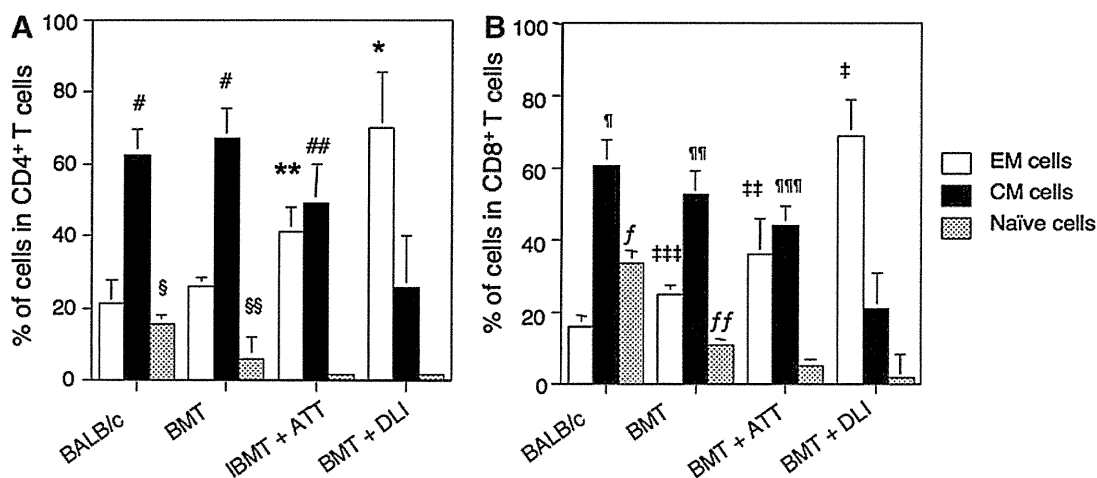 A
B
% of cells in CD4+ T cells
100
80
60
40
20
0
#
§
#
§§
**
##
*
BALB/c
BMT
IBMT + ATT
BMT + DLI
% of cells in CD8+ T cells
100
80
60
40
20
0
¶
ƒ
‡‡‡
¶¶
ƒƒ
‡‡
¶¶¶
‡
BALB/c
BMT
BMT + ATT
BMT + DLI
EM cells
CM cells
Naïve cells